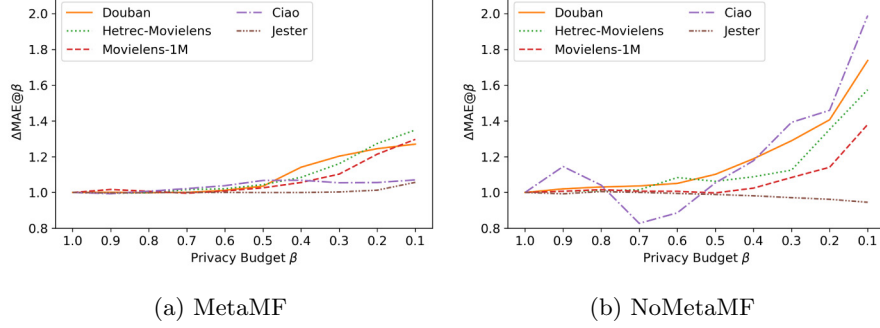 2.0
1.8
1.6
1.4
1.2
1.0
0.8
ΔMAE@β
Douban
Hetrec-Movielens
Movielens-1M
Ciao
Jester
1.0 0.9 0.8 0.7 0.6 0.5 0.4 0.3 0.2 0.1
Privacy Budget β
(a) MetaMF
2.0
1.8
1.6
1.4
1.2
1.0
0.8
ΔMAE@β
Douban
Hetrec-Movielens
Movielens-1M
Ciao
Jester
1.0 0.9 0.8 0.7 0.6 0.5 0.4 0.3 0.2 0.1
Privacy Budget β
(b) NoMetaMF